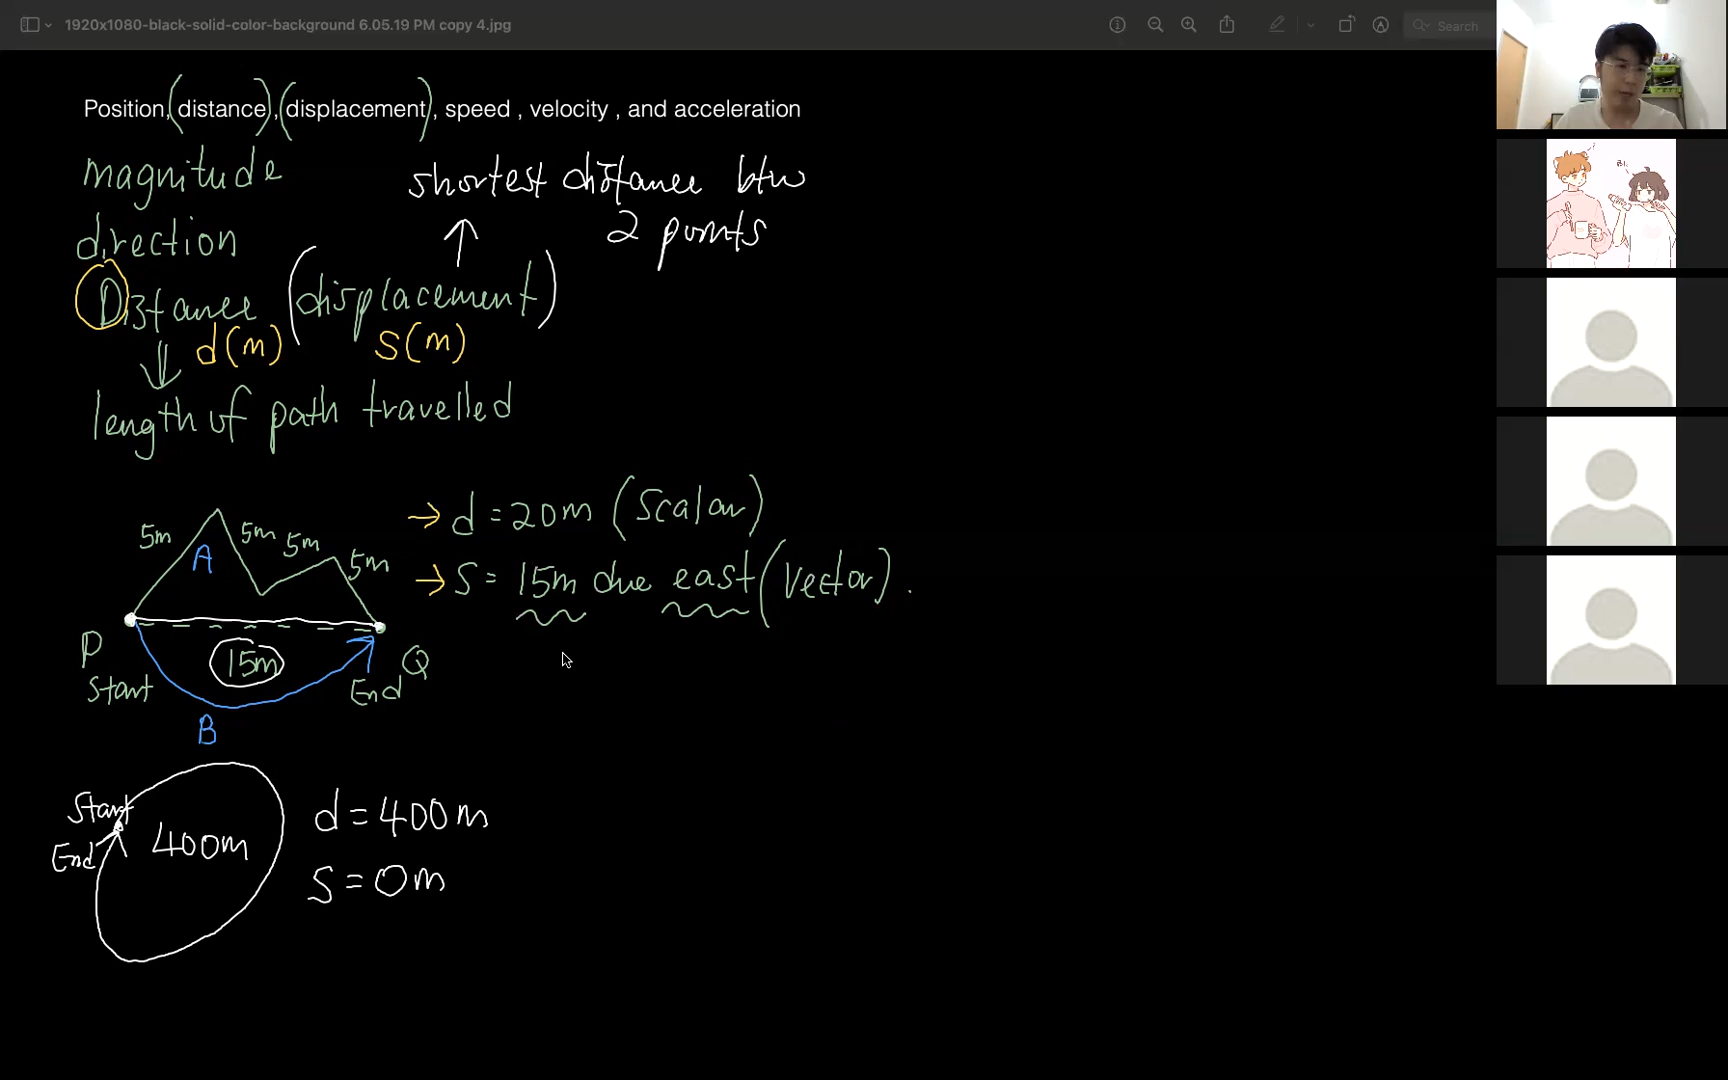 1920x1080-black-solid-color-background 6.05.19 PM copy 4.jpg
Search
Position, (distance), (displacement), speed , velocity , and acceleration
magnitude
direction
shortest distance btw
2 points
Distance (displacement)
d(m) s(m)
length of path travelled
5m 5m 5m 5m
A
→ d = 20m (Scalar)
→ S = 15m due east (Vector).
P
Start
15m
Q
End
B
Start
End
400m
d = 400m
S = 0m